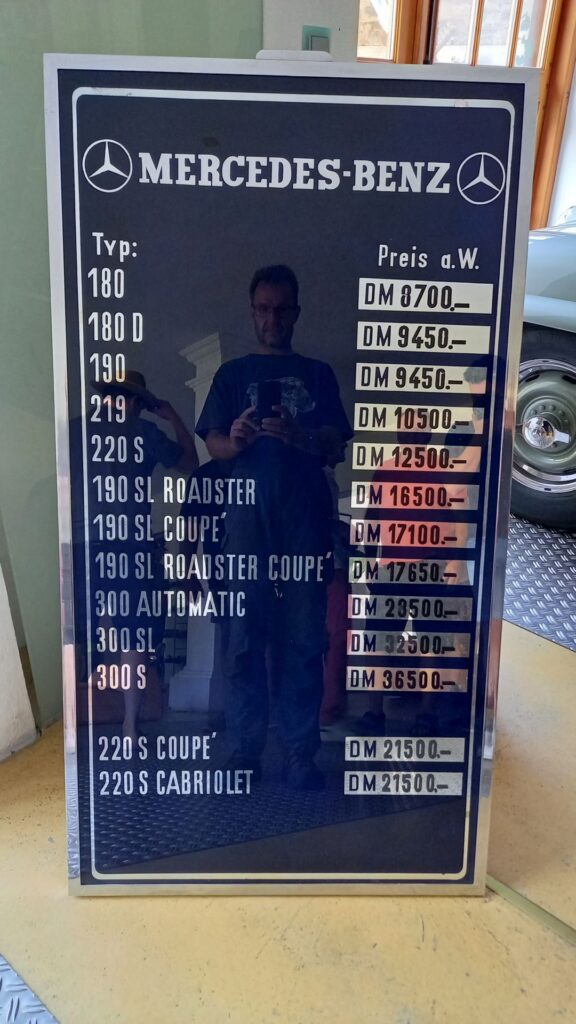 MERCEDES-BENZ
Typ: Preis a.W.
180 DM 8700.–
180 D DM 9450.–
190 DM 9450.–
219 DM 10500.–
220 S DM 12500.–
190 SL ROADSTER DM 16500.–
190 SL COUPE´ DM 17100.–
190 SL ROADSTER COUPE´ DM 17650.–
300 AUTOMATIC DM 23500.–
300 SL DM 32500.–
300 S DM 36500.–
220 S COUPE´ DM 21500.–
220 S CABRIOLET DM 21500.–